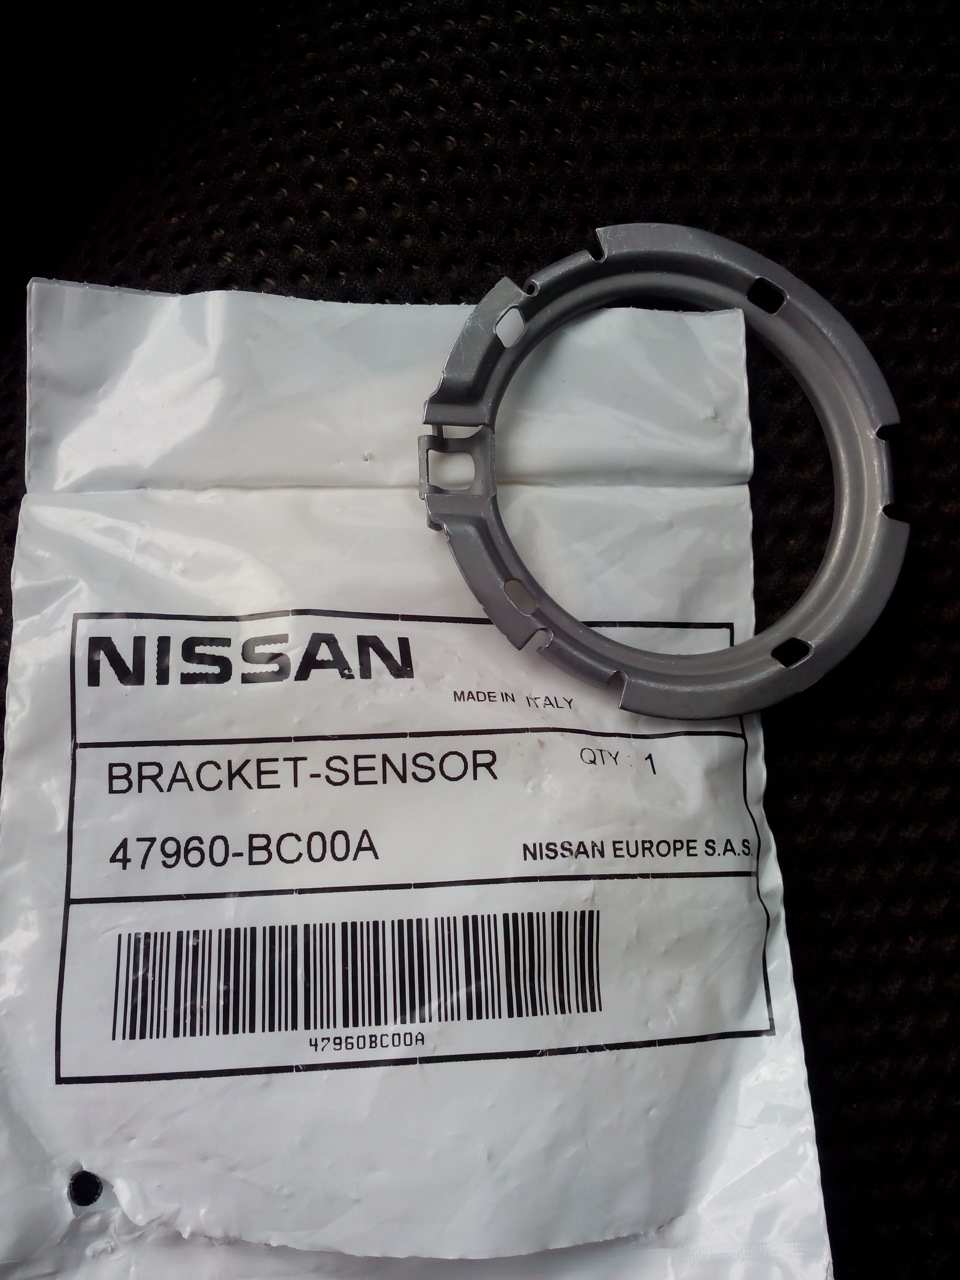 NISSAN
MADE IN ITALY
BRACKET-SENSOR QTY : 1
47960-BC00A NISSAN EUROPE S.A.S.
47960BC00A